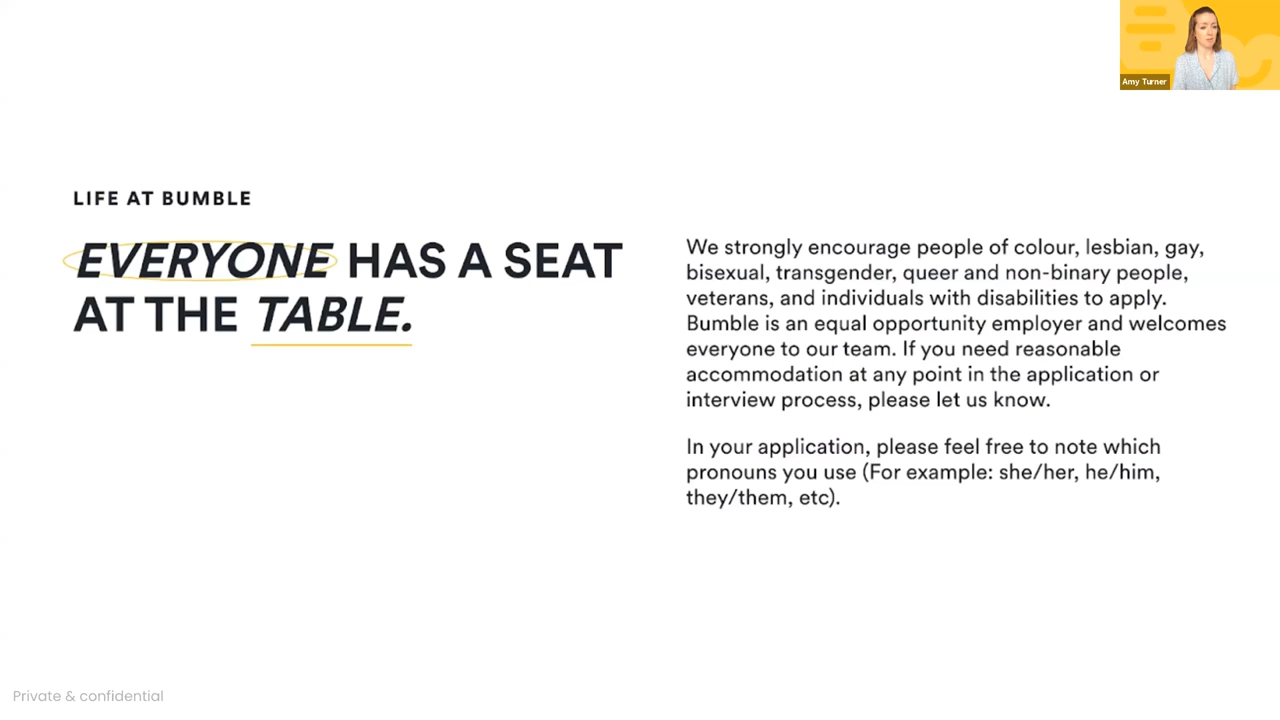 Amy Turner
LIFE AT BUMBLE
EVERYONE HAS A SEAT
AT THE TABLE.
We strongly encourage people of colour, lesbian, gay,
bisexual, transgender, queer and non-binary people,
veterans, and individuals with disabilities to apply.
Bumble is an equal opportunity employer and welcomes
everyone to our team. If you need reasonable
accommodation at any point in the application or
interview process, please let us know.
In your application, please feel free to note which
pronouns you use (For example: she/her, he/him,
they/them, etc).
Private & confidential